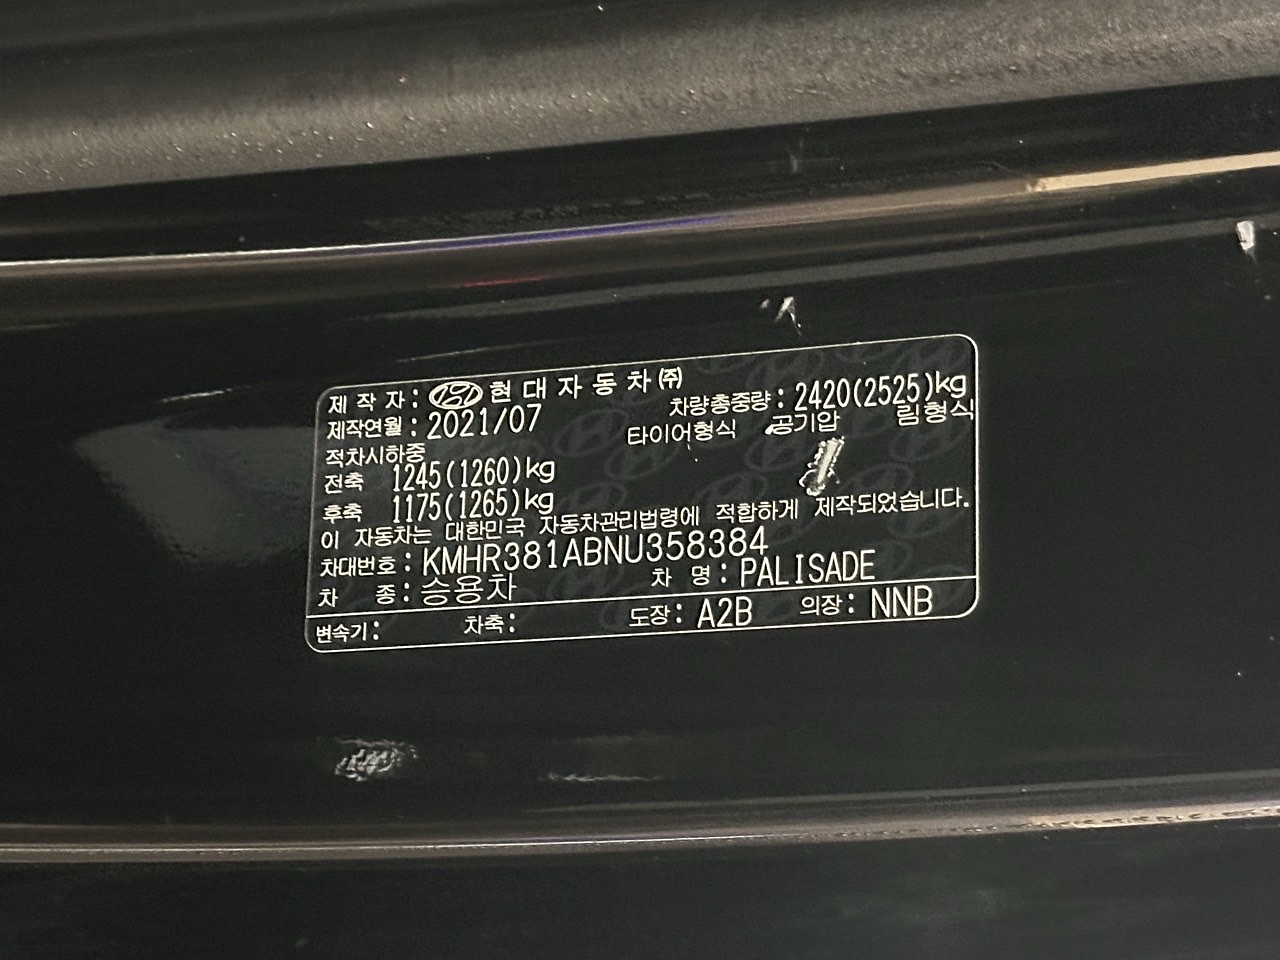 제 작 자 : 현 대 자 동 차 ㈜
제작연월 : 2021/07 차량총중량 : 2420(2525)kg
적차시하중 타이어형식 공기압 림형식
전축 1245(1260)kg
후축 1175(1265)kg
이 자동차는 대한민국 자동차관리법령에 적합하게 제작되었습니다.
차대번호 : KMHR381ABNU358384
차 종 : 승용차 차 명 : PALISADE
변속기 : 차축 : 도장 : A2B 의장 : NNB